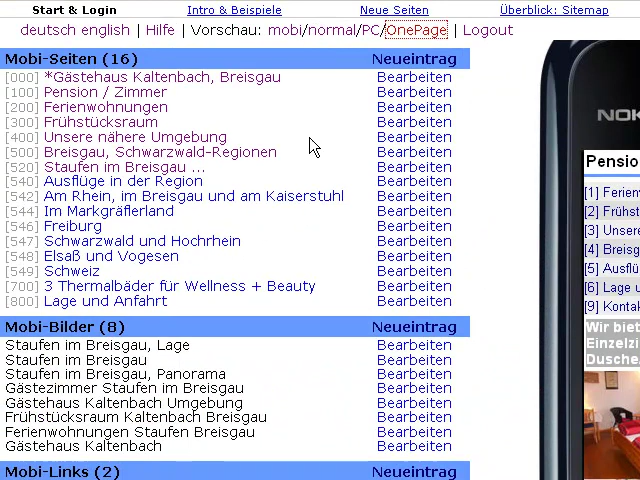 Start & Login Intro & Beispiele Neue Seiten Überblick: Sitemap
deutsch english | Hilfe | Vorschau: mobi/normal/PC/OnePage | Logout
Mobi-Seiten (16) Neueintrag
[000] *Gästehaus Kaltenbach, Breisgau Bearbeiten
[100] Pension / Zimmer Bearbeiten
[200] Ferienwohnungen Bearbeiten
[300] Frühstücksraum Bearbeiten
[400] Unsere nähere Umgebung Bearbeiten
[500] Breisgau, Schwarzwald-Regionen Bearbeiten
[520] Staufen im Breisgau ... Bearbeiten
[540] Ausflüge in der Region Bearbeiten
[542] Am Rhein, im Breisgau und am Kaiserstuhl Bearbeiten
[544] Im Markgräflerland Bearbeiten
[546] Freiburg Bearbeiten
[547] Schwarzwald und Hochrhein Bearbeiten
[548] Elsaß und Vogesen Bearbeiten
[549] Schweiz Bearbeiten
[700] 3 Thermalbäder für Wellness + Beauty Bearbeiten
[800] Lage und Anfahrt Bearbeiten
Mobi-Bilder (8) Neueintrag
Staufen im Breisgau, Lage Bearbeiten
Staufen im Breisgau Bearbeiten
Staufen im Breisgau, Panorama Bearbeiten
Gästezimmer Staufen im Breisgau Bearbeiten
Gästehaus Kaltenbach Umgebung Bearbeiten
Frühstücksraum Kaltenbach Breisgau Bearbeiten
Ferienwohnungen Staufen Breisgau Bearbeiten
Gästehaus Kaltenbach Bearbeiten
Mobi-Links (2) Neueintrag
NOK
Pensio
[1] Ferien
[2] Frühst
[3] Unsere
[4] Breisg
[5] Ausflü
[6] Lage u
[9] Kontak
Wir biet
Einzelzi
Dusche